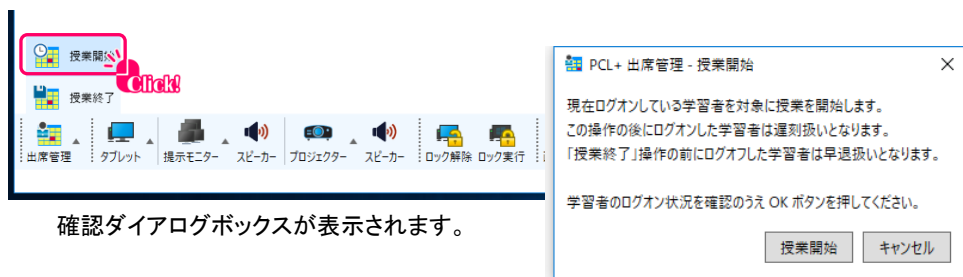 授業開始
Click!
授業終了
出席管理 タブレット 提示モニター スピーカー プロジェクター スピーカー ロック解除 ロック実行
確認ダイアログボックスが表示されます。
PCL+ 出席管理 - 授業開始
現在ログオンしている学習者を対象に授業を開始します。
この操作の後にログオンした学習者は遅刻扱いとなります。
「授業終了」操作の前にログオフした学習者は早退扱いとなります。
学習者のログオン状況を確認のうえ OK ボタンを押してください。
授業開始 キャンセル